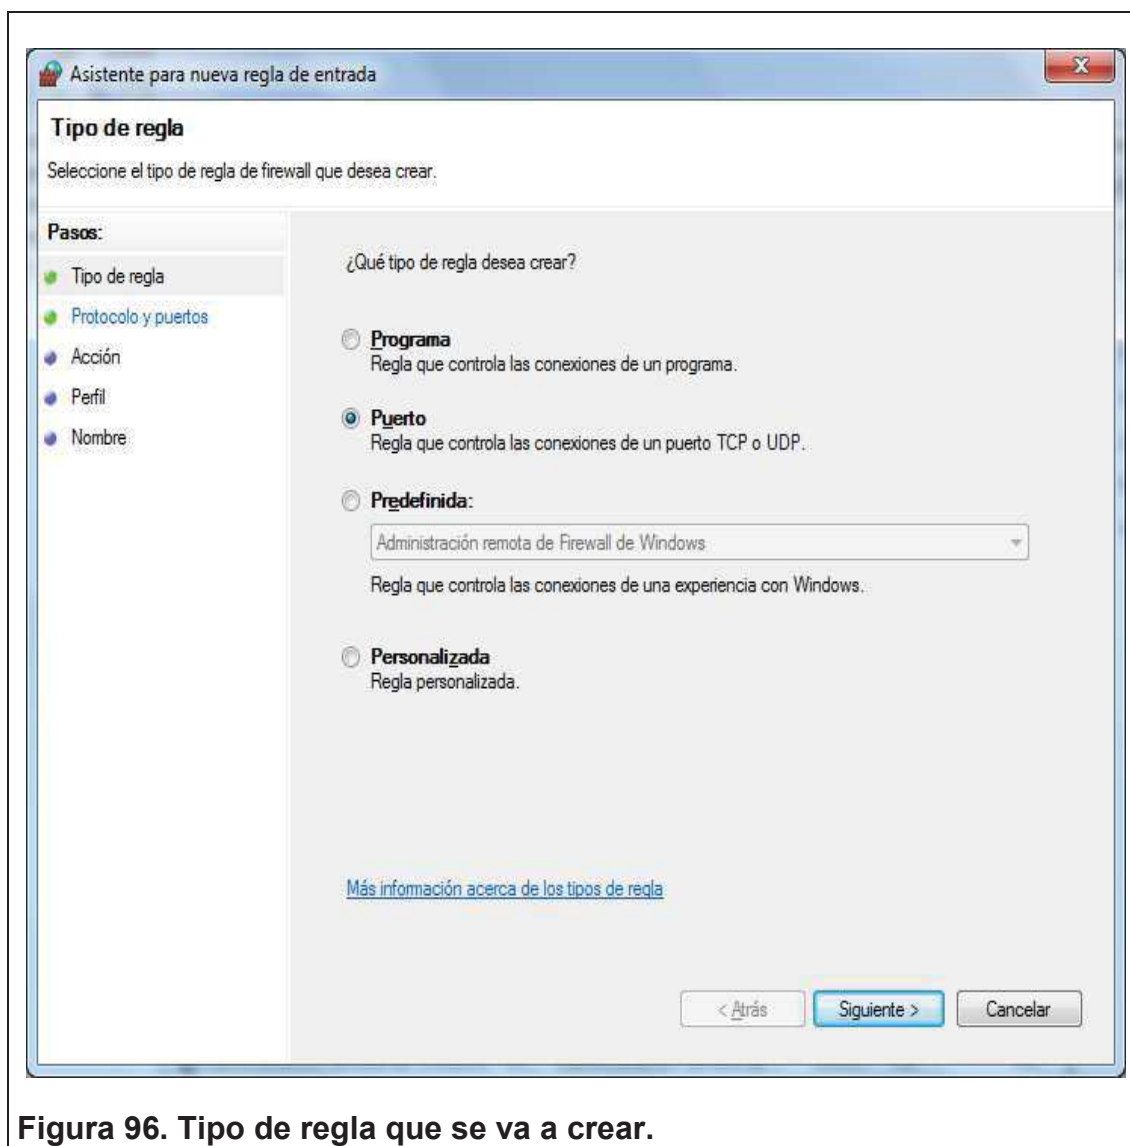 Asistente para nueva regla de entrada
Tipo de regla
Seleccione el tipo de regla de firewall que desea crear.
Pasos:
Tipo de regla
Protocolo y puertos
Acción
Perfil
Nombre
¿Qué tipo de regla desea crear?
Programa
Regla que controla las conexiones de un programa.
Puerto
Regla que controla las conexiones de un puerto TCP o UDP.
Predefinida:
Administración remota de Firewall de Windows
Regla que controla las conexiones de una experiencia con Windows.
Personalizada
Regla personalizada.
Más información acerca de los tipos de regla
< Atrás
Siguiente >
Cancelar
Figura 96. Tipo de regla que se va a crear.